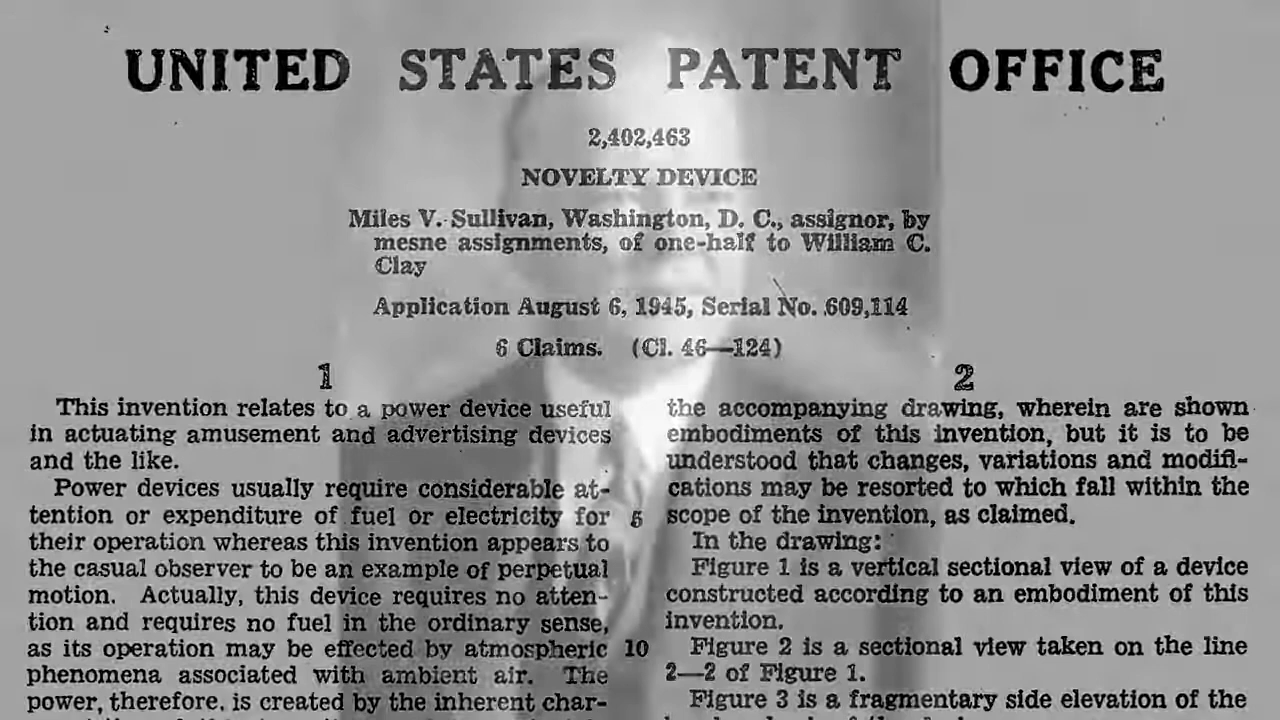 UNITED STATES PATENT OFFICE
2,402,463
NOVELTY DEVICE
Miles V. Sullivan, Washington, D. C., assignor, by
mesne assignments, of one-half to William C.
Clay
Application August 6, 1945, Serial No. 609,114
6 Claims. (Cl. 46—124)
1
This invention relates to a power device useful
in actuating amusement and advertising devices
and the like.
Power devices usually require considerable at-
tention or expenditure of fuel or electricity for
their operation whereas this invention appears to
the casual observer to be an example of perpetual
motion. Actually, this device requires no atten-
tion and requires no fuel in the ordinary sense,
as its operation may be effected by atmospheric
phenomena associated with ambient air. The
power, therefore, is created by the inherent char-
5
10
2
the accompanying drawing, wherein are shown
embodiments of this invention, but it is to be
understood that changes, variations and modifi-
cations may be resorted to which fall within the
scope of the invention, as claimed.
In the drawing:
Figure 1 is a vertical sectional view of a device
constructed according to an embodiment of this
invention.
Figure 2 is a sectional view taken on the line
2—2 of Figure 1.
Figure 3 is a fragmentary side elevation of the